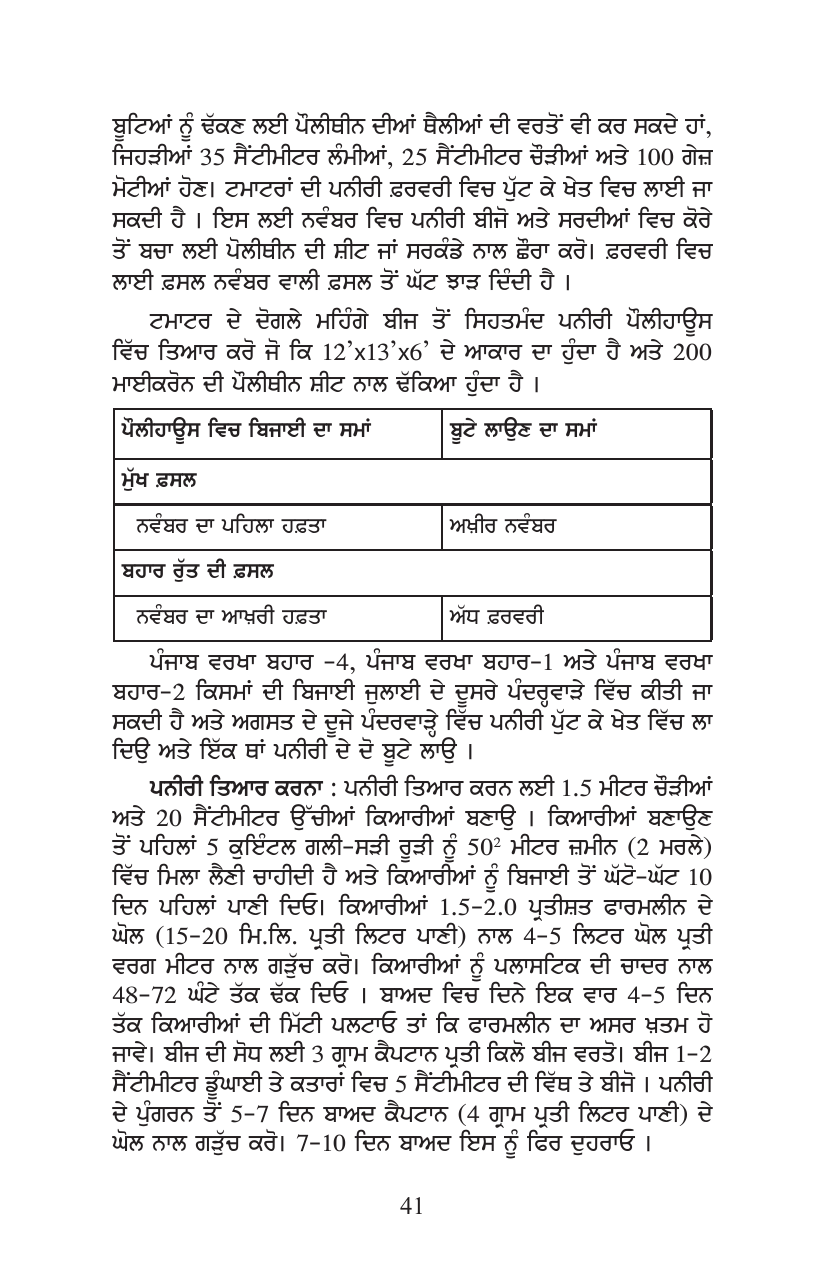 ਬੂਟਿਆਂ ਨੂੰ ਢੱਕਣ ਲਈ ਪੌਲੀਥੀਨ ਦੀਆਂ ਥੈਲੀਆਂ ਦੀ ਵਰਤੋਂ ਵੀ ਕਰ ਸਕਦੇ ਹਾਂ,
ਜਿਹੜੀਆਂ 35 ਸੈਂਟੀਮੀਟਰ ਲੰਮੀਆਂ, 25 ਸੈਂਟੀਮੀਟਰ ਚੌੜੀਆਂ ਅਤੇ 100 ਗੇਜ਼
ਮੋਟੀਆਂ ਹੋਣ। ਟਮਾਟਰਾਂ ਦੀ ਪਨੀਰੀ ਫ਼ਰਵਰੀ ਵਿਚ ਪੁੱਟ ਕੇ ਖੇਤ ਵਿਚ ਲਾਈ ਜਾ
ਸਕਦੀ ਹੈ । ਇਸ ਲਈ ਨਵੰਬਰ ਵਿਚ ਪਨੀਰੀ ਬੀਜੋ ਅਤੇ ਸਰਦੀਆਂ ਵਿਚ ਕੋਰੇ
ਤੋਂ ਬਚਾ ਲਈ ਪੋਲੀਥੀਨ ਦੀ ਸ਼ੀਟ ਜਾਂ ਸਰਕੰਡੇ ਨਾਲ ਛੌਰਾ ਕਰੋ। ਫ਼ਰਵਰੀ ਵਿਚ
ਲਾਈ ਫ਼ਸਲ ਨਵੰਬਰ ਵਾਲੀ ਫ਼ਸਲ ਤੋਂ ਘੱਟ ਝਾੜ ਦਿੰਦੀ ਹੈ ।
ਟਮਾਟਰ ਦੇ ਦੋਗਲੇ ਮਹਿੰਗੇ ਬੀਜ ਤੋਂ ਸਿਹਤਮੰਦ ਪਨੀਰੀ ਪੌਲੀਹਾਊਸ
ਵਿੱਚ ਤਿਆਰ ਕਰੋ ਜੋ ਕਿ 12’x13’x6’ ਦੇ ਆਕਾਰ ਦਾ ਹੁੰਦਾ ਹੈ ਅਤੇ 200
ਮਾਈਕਰੋਨ ਦੀ ਪੌਲੀਥੀਨ ਸ਼ੀਟ ਨਾਲ ਢੱਕਿਆ ਹੁੰਦਾ ਹੈ ।
ਪੌਲੀਹਾਊਸ ਵਿਚ ਬਿਜਾਈ ਦਾ ਸਮਾਂ ਬੂਟੇ ਲਾਉਣ ਦਾ ਸਮਾਂ
ਮੁੱਖ ਫ਼ਸਲ
ਨਵੰਬਰ ਦਾ ਪਹਿਲਾ ਹਫ਼ਤਾ ਅਖ਼ੀਰ ਨਵੰਬਰ
ਬਹਾਰ ਰੁੱਤ ਦੀ ਫ਼ਸਲ
ਨਵੰਬਰ ਦਾ ਆਖ਼ਰੀ ਹਫ਼ਤਾ ਅੱਧ ਫ਼ਰਵਰੀ
ਪੰਜਾਬ ਵਰਖਾ ਬਹਾਰ -4, ਪੰਜਾਬ ਵਰਖਾ ਬਹਾਰ-1 ਅਤੇ ਪੰਜਾਬ ਵਰਖਾ
ਬਹਾਰ-2 ਕਿਸਮਾਂ ਦੀ ਬਿਜਾਈ ਜੁਲਾਈ ਦੇ ਦੂਸਰੇ ਪੰਦਰ੍ਹਵਾੜੇ ਵਿੱਚ ਕੀਤੀ ਜਾ
ਸਕਦੀ ਹੈ ਅਤੇ ਅਗਸਤ ਦੇ ਦੂਜੇ ਪੰਦਰਵਾੜ੍ਹੇ ਵਿੱਚ ਪਨੀਰੀ ਪੁੱਟ ਕੇ ਖੇਤ ਵਿੱਚ ਲਾ
ਦਿਉ ਅਤੇ ਇੱਕ ਥਾਂ ਪਨੀਰੀ ਦੇ ਦੋ ਬੂਟੇ ਲਾਉ ।
ਪਨੀਰੀ ਤਿਆਰ ਕਰਨਾ : ਪਨੀਰੀ ਤਿਆਰ ਕਰਨ ਲਈ 1.5 ਮੀਟਰ ਚੌੜੀਆਂ
ਅਤੇ 20 ਸੈਂਟੀਮੀਟਰ ਉੱਚੀਆਂ ਕਿਆਰੀਆਂ ਬਣਾਉ । ਕਿਆਰੀਆਂ ਬਣਾਉਣ
ਤੋਂ ਪਹਿਲਾਂ 5 ਕੁਇੰਟਲ ਗਲੀ-ਸੜੀ ਰੂੜੀ ਨੂੰ 50² ਮੀਟਰ ਜ਼ਮੀਨ (2 ਮਰਲੇ)
ਵਿੱਚ ਮਿਲਾ ਲੈਣੀ ਚਾਹੀਦੀ ਹੈ ਅਤੇ ਕਿਆਰੀਆਂ ਨੂੰ ਬਿਜਾਈ ਤੋਂ ਘੱਟੋ-ਘੱਟ 10
ਦਿਨ ਪਹਿਲਾਂ ਪਾਣੀ ਦਿਓ। ਕਿਆਰੀਆਂ 1.5-2.0 ਪ੍ਰਤੀਸ਼ਤ ਫਾਰਮਲੀਨ ਦੇ
ਘੋਲ (15-20 ਮਿ.ਲਿ. ਪ੍ਰਤੀ ਲਿਟਰ ਪਾਣੀ) ਨਾਲ 4-5 ਲਿਟਰ ਘੋਲ ਪ੍ਰਤੀ
ਵਰਗ ਮੀਟਰ ਨਾਲ ਗੜੁੱਚ ਕਰੋ। ਕਿਆਰੀਆਂ ਨੂੰ ਪਲਾਸਟਿਕ ਦੀ ਚਾਦਰ ਨਾਲ
48-72 ਘੰਟੇ ਤੱਕ ਢੱਕ ਦਿਓ । ਬਾਅਦ ਵਿਚ ਦਿਨੇ ਇਕ ਵਾਰ 4-5 ਦਿਨ
ਤੱਕ ਕਿਆਰੀਆਂ ਦੀ ਮਿੱਟੀ ਪਲਟਾਓ ਤਾਂ ਕਿ ਫਾਰਮਲੀਨ ਦਾ ਅਸਰ ਖ਼ਤਮ ਹੋ
ਜਾਵੇ। ਬੀਜ ਦੀ ਸੋਧ ਲਈ 3 ਗ੍ਰਾਮ ਕੈਪਟਾਨ ਪ੍ਰਤੀ ਕਿਲੋ ਬੀਜ ਵਰਤੋ। ਬੀਜ 1-2
ਸੈਂਟੀਮੀਟਰ ਡੂੰਘਾਈ ਤੇ ਕਤਾਰਾਂ ਵਿਚ 5 ਸੈਂਟੀਮੀਟਰ ਦੀ ਵਿੱਥ ਤੇ ਬੀਜੋ । ਪਨੀਰੀ
ਦੇ ਪੁੰਗਰਨ ਤੋਂ 5-7 ਦਿਨ ਬਾਅਦ ਕੈਪਟਾਨ (4 ਗ੍ਰਾਮ ਪ੍ਰਤੀ ਲਿਟਰ ਪਾਣੀ) ਦੇ
ਘੋਲ ਨਾਲ ਗੜੁੱਚ ਕਰੋ। 7-10 ਦਿਨ ਬਾਅਦ ਇਸ ਨੂੰ ਫਿਰ ਦੁਹਰਾਓ ।
41